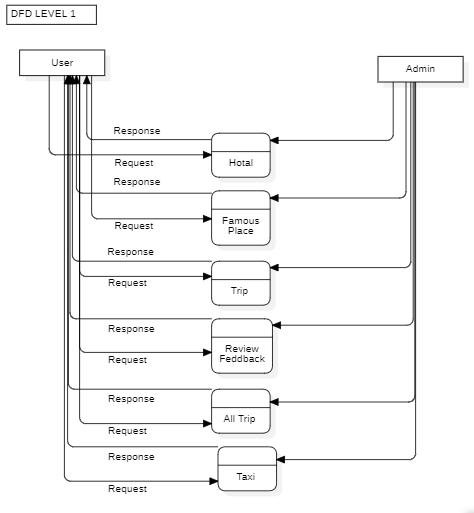 DFD LEVEL 1
User
Admin
Response
Request
Hotal
Response
Request
Famous
Place
Response
Request
Trip
Response
Request
Review
Feddback
Response
Request
All Trip
Response
Request
Taxi